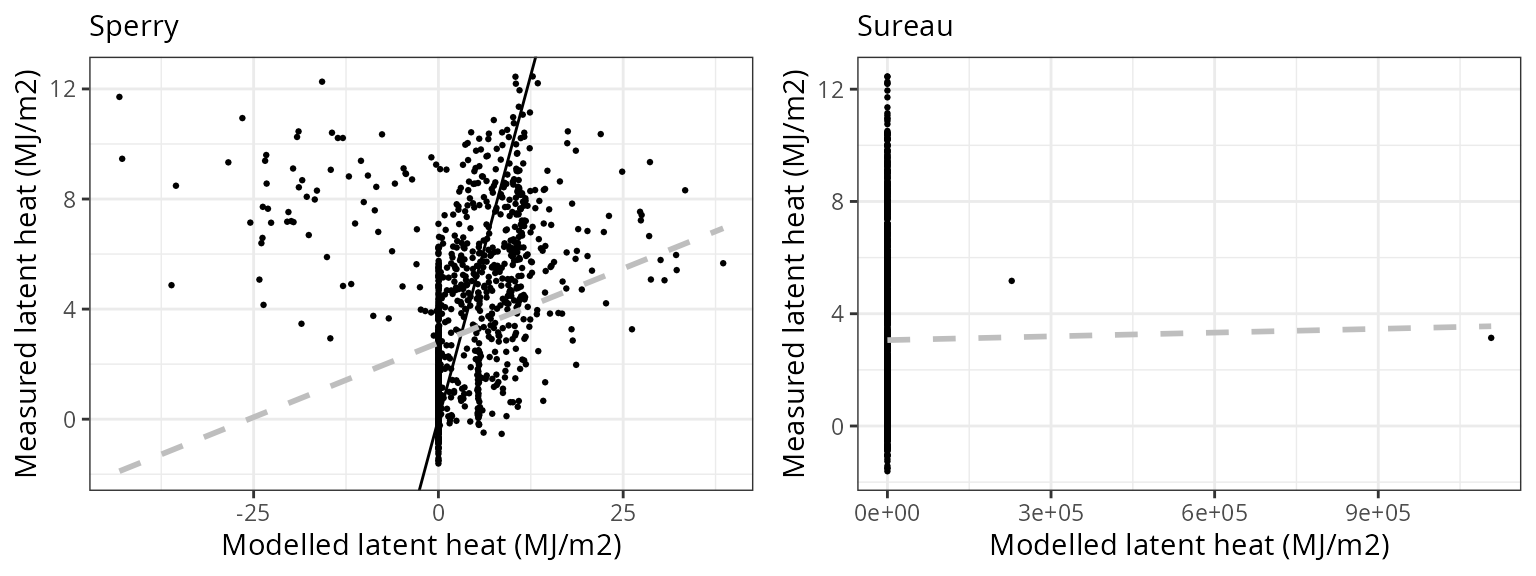 Sperry
Measured latent heat (MJ/m2)
12
8
4
0
-25
0
25
Modelled latent heat (MJ/m2)
Sureau
Measured latent heat (MJ/m2)
12
8
4
0
0e+00
3e+05
6e+05
9e+05
Modelled latent heat (MJ/m2)